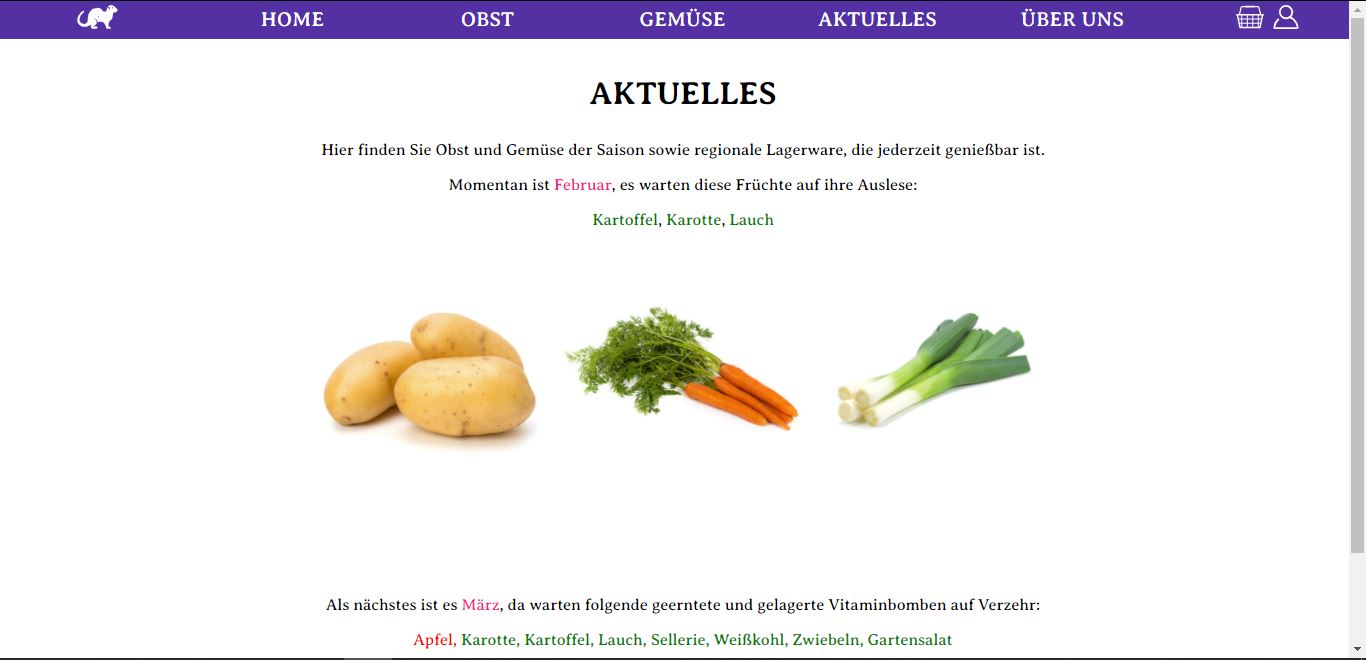 HOME OBST GEMÜSE AKTUELLES ÜBER UNS
AKTUELLES
Hier finden Sie Obst und Gemüse der Saison sowie regionale Lagerware, die jederzeit genießbar ist.
Momentan ist Februar, es warten diese Früchte auf ihre Auslese:
Kartoffel, Karotte, Lauch
Als nächstes ist es März, da warten folgende geerntete und gelagerte Vitaminbomben auf Verzehr:
Apfel, Karotte, Kartoffel, Lauch, Sellerie, Weißkohl, Zwiebeln, Gartensalat